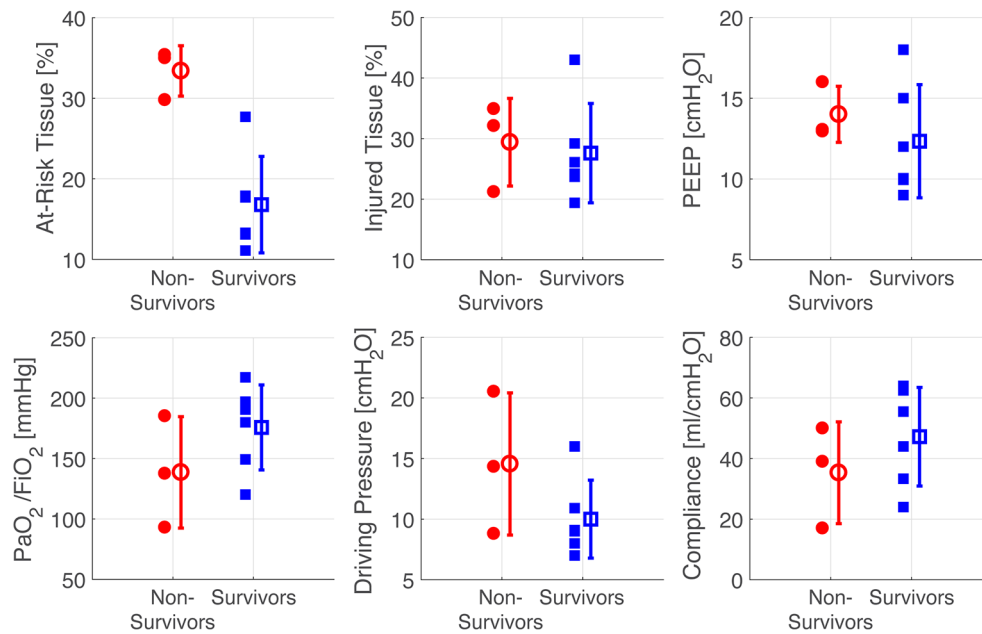 At-Risk Tissue [%]
40
30
20
10
Non-
Survivors
Survivors
Injured Tissue [%]
50
40
30
20
10
Non-
Survivors
Survivors
PEEP [cmH₂O]
20
15
10
5
Non-
Survivors
Survivors
PaO₂/FiO₂ [mmHg]
250
200
150
100
50
Non-
Survivors
Survivors
Driving Pressure [cmH₂O]
25
20
15
10
5
Non-
Survivors
Survivors
Compliance [ml/cmH₂O]
80
60
40
20
0
Non-
Survivors
Survivors